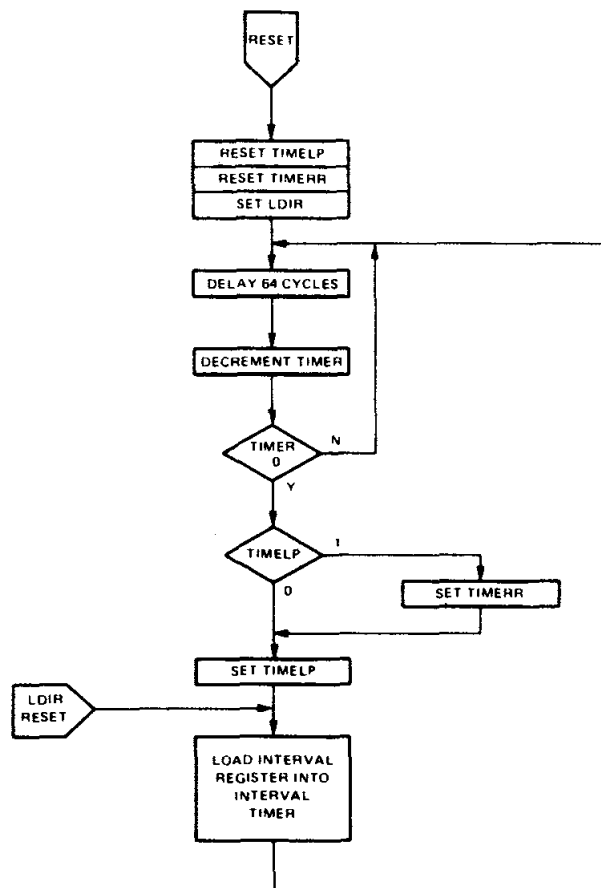 RESET
RESET TIMELP
RESET TIMERR
SET LDIR
DELAY 64 CYCLES
DECREMENT TIMER
TIMER
0
N
Y
TIMELP
1
0
SET TIMERR
SET TIMELP
LDIR
RESET
LOAD INTERVAL
REGISTER INTO
INTERVAL
TIMER